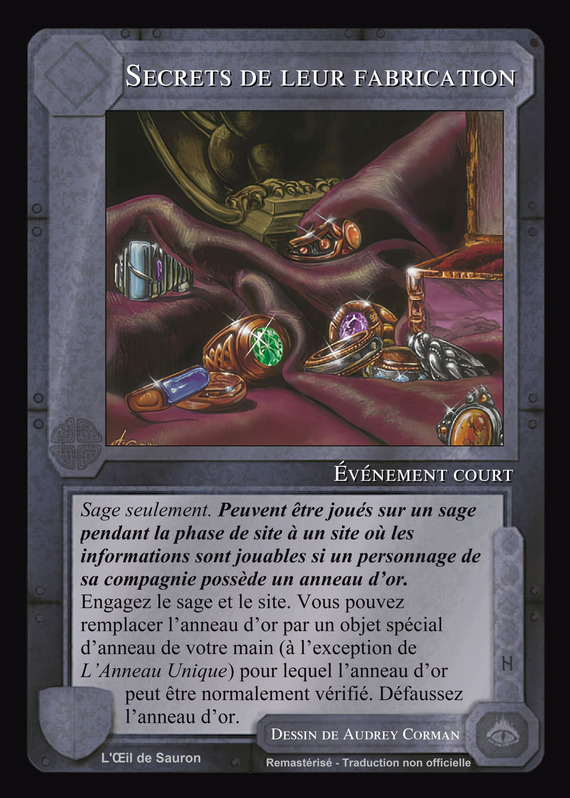 Secrets de leur fabrication
Événement court
Sage seulement. Peuvent être joués sur un sage
pendant la phase de site à un site où les
informations sont jouables si un personnage de
sa compagnie possède un anneau d’or.
Engagez le sage et le site. Vous pouvez
remplacer l’anneau d’or par un objet spécial
d’anneau de votre main (à l’exception de
L’Anneau Unique) pour lequel l’anneau d’or
peut être normalement vérifié. Défaussez
l’anneau d’or.
Dessin de Audrey Corman
L'Œil de Sauron
Remastérisé - Traduction non officielle